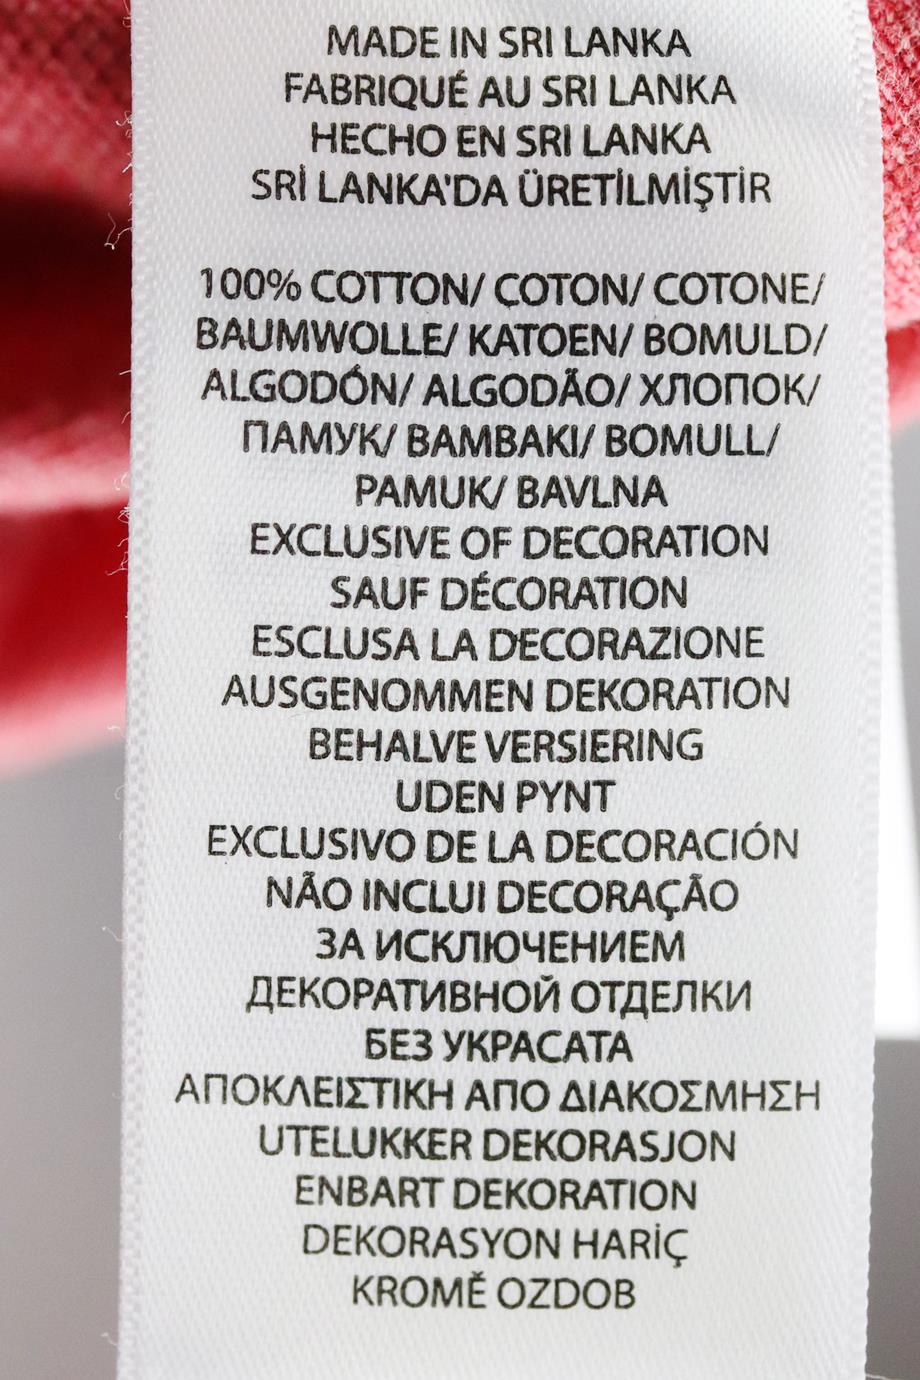 MADE IN SRI LANKA
FABRIQUÉ AU SRI LANKA
HECHO EN SRI LANKA
SRİ LANKA'DA ÜRETİLMİŞTİR
100% COTTON/ COTON/ COTONE/
BAUMWOLLE/ KATOEN/ BOMULD/
ALGODÓN/ ALGODÃO/ ХЛОПОК/
ПАМУК/ ΒΑΜΒΑΚΙ/ BOMULL/
PAMUK/ BAVLNA
EXCLUSIVE OF DECORATION
SAUF DÉCORATION
ESCLUSA LA DECORAZIONE
AUSGENOMMEN DEKORATION
BEHALVE VERSIERING
UDEN PYNT
EXCLUSIVO DE LA DECORACIÓN
NÃO INCLUI DECORAÇÃO
ЗА ИСКЛЮЧЕНИЕМ
ДЕКОРАТИВНОЙ ОТДЕЛКИ
БЕЗ УКРАСАТА
ΑΠΟΚΛΕΙΣΤΙΚΗ ΑΠΟ ΔΙΑΚΟΣΜΗΣΗ
UTELUKKER DEKORASJON
ENBART DEKORATION
DEKORASYON HARİÇ
KROMĚ OZDOB